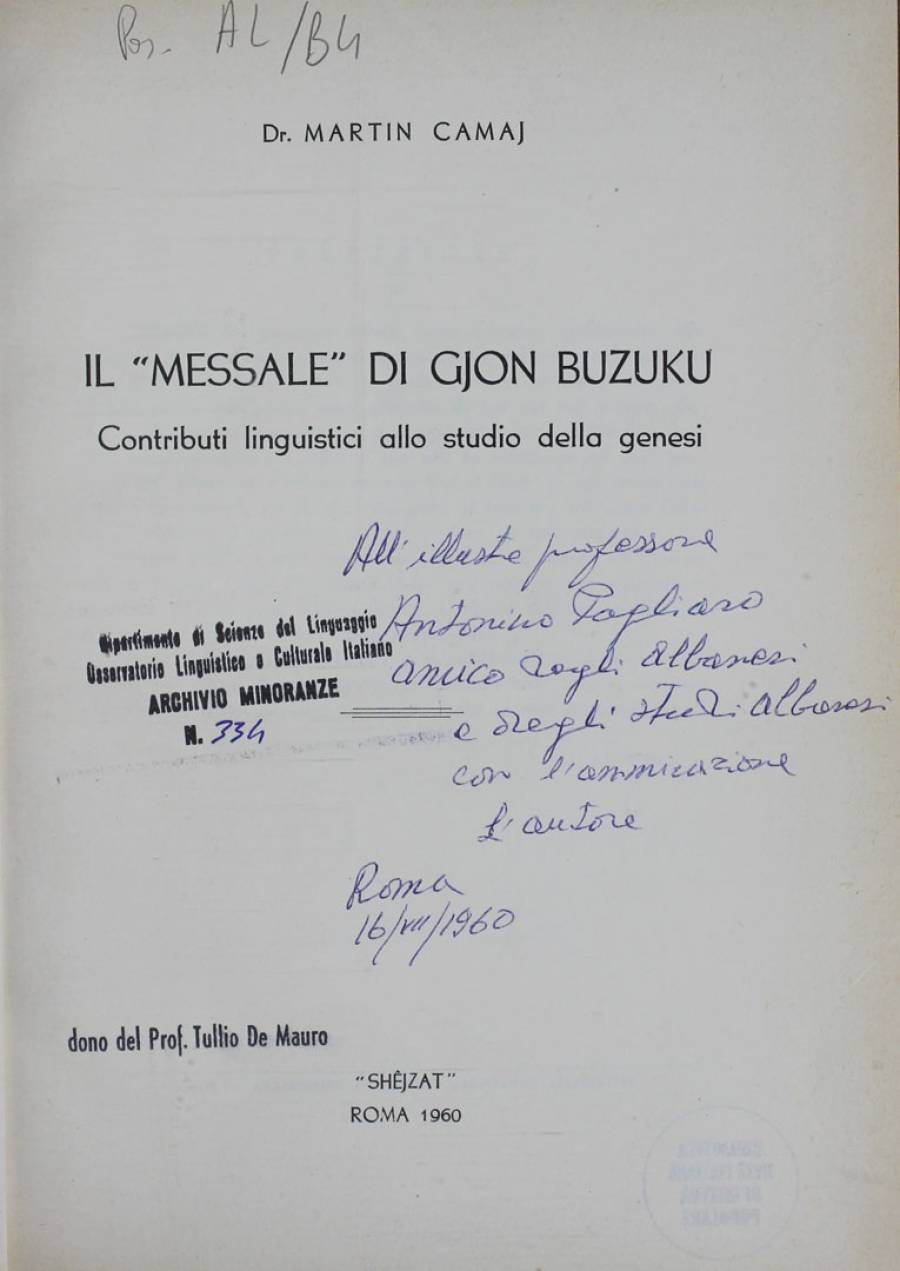 Pos. AL/B4
Dr. MARTIN CAMAJ
IL “MESSALE” DI GJON BUZUKU
Contributi linguistici allo studio della genesi
All'illustre professore
Antonino Pagliaro
amico degli albanesi
e degli studi albanesi
con l'ammirazione
L'autore
Dipartimento di Scienze del Linguaggio
Osservatorio Linguistico e Culturale Italiano
ARCHIVIO MINORANZE
N. 334
Roma
16/VII/1960
dono del Prof. Tullio De Mauro
“SHÊJZAT”
ROMA 1960